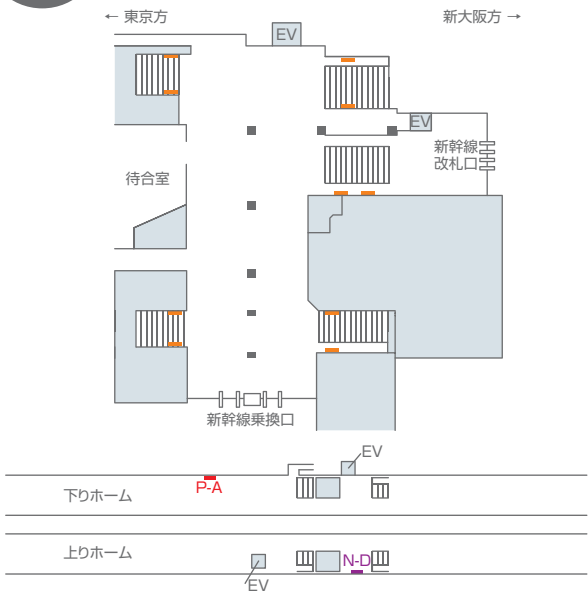 ← 東京方
新大阪方 →
EV
EV
新幹線
改札口
待合室
新幹線乗換口
EV
P-A
下りホーム
上りホーム
N-D
EV